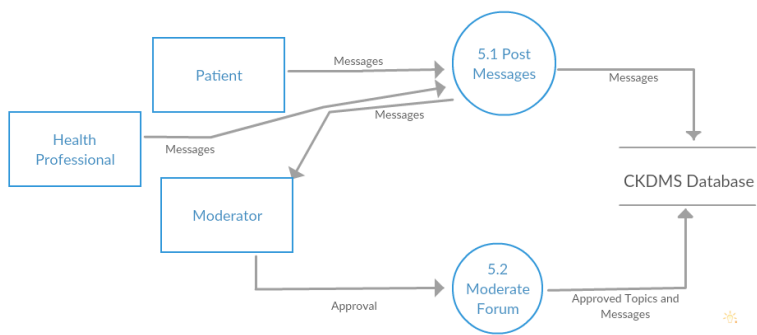 Patient
Messages
5.1 Post
Messages
Messages
Health
Professional
Messages
Messages
CKDMS Database
Moderator
Approval
5.2
Moderate
Forum
Approved Topics and
Messages